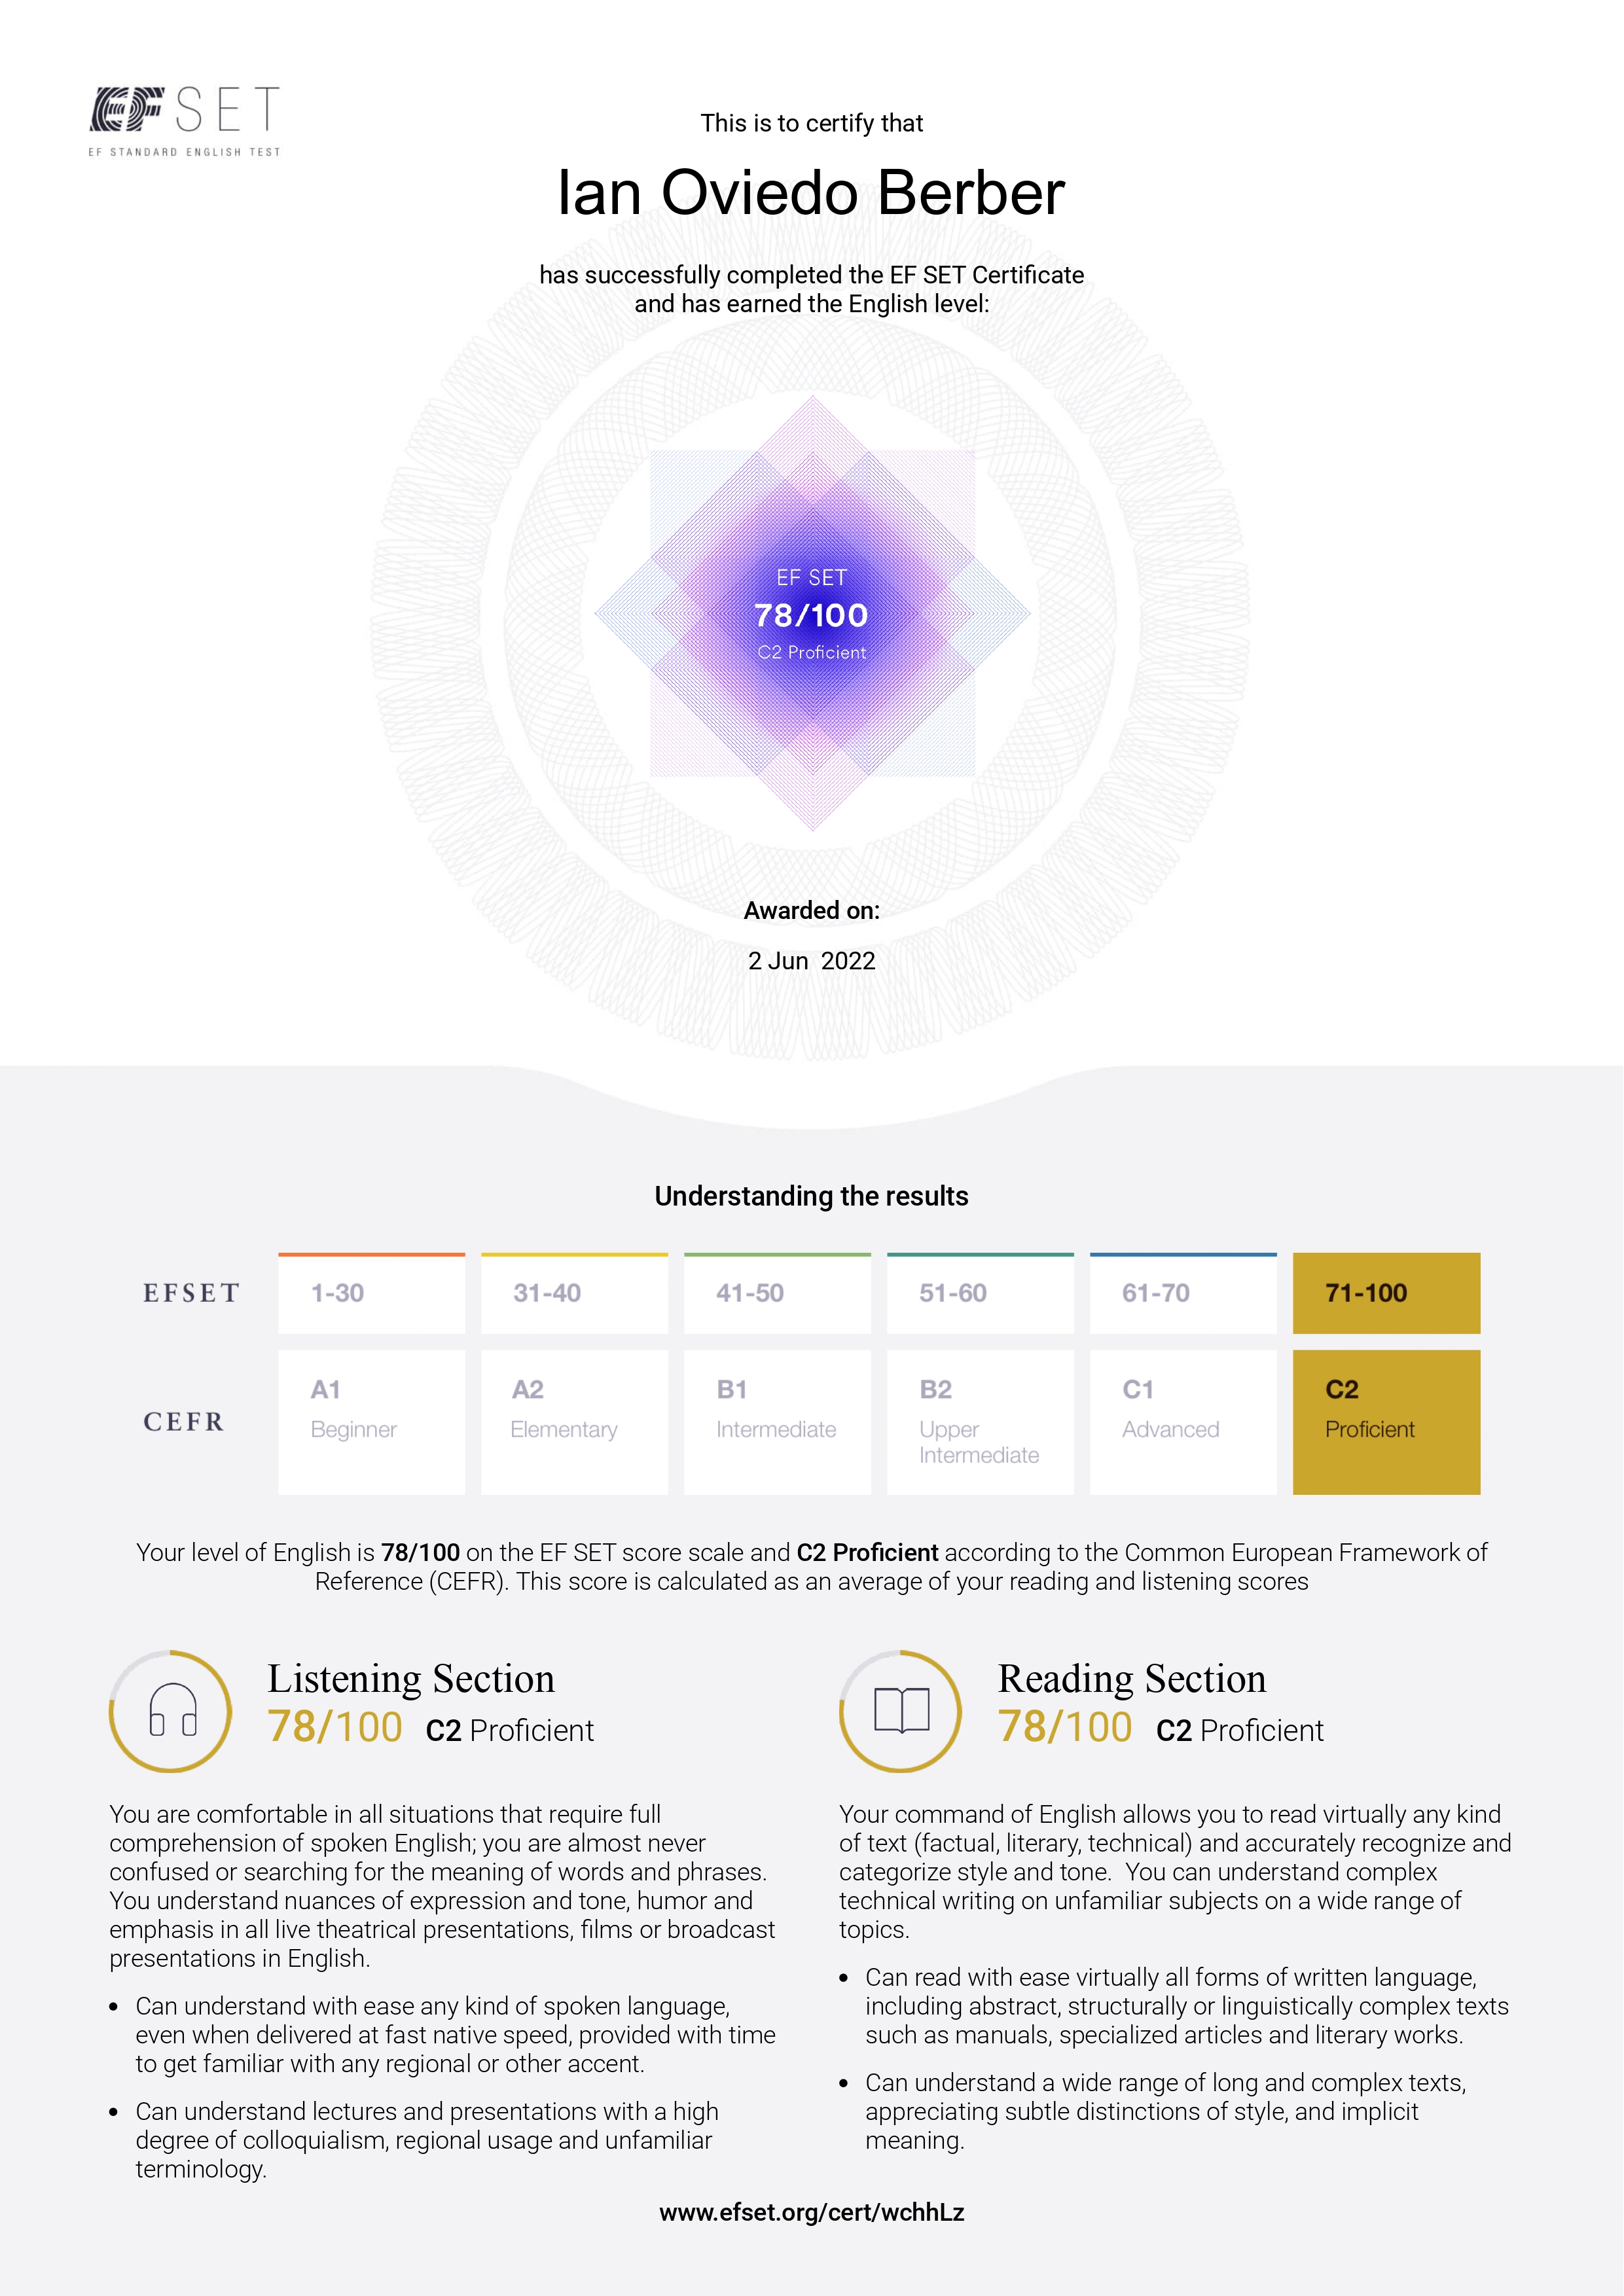 EF SET
EF STANDARD ENGLISH TEST
This is to certify that
Ian Oviedo Berber
has successfully completed the EF SET Certificate
and has earned the English level:
EF SET
78/100
C2 Proficient
Awarded on:
2 Jun 2022
Understanding the results
EFSET
1-30
31-40
41-50
51-60
61-70
71-100
CEFR
A1
Beginner
A2
Elementary
B1
Intermediate
B2
Upper
Intermediate
C1
Advanced
C2
Proficient
Your level of English is 78/100 on the EF SET score scale and C2 Proficient according to the Common European Framework of
Reference (CEFR). This score is calculated as an average of your reading and listening scores
Listening Section
78/100 C2 Proficient
You are comfortable in all situations that require full
comprehension of spoken English; you are almost never
confused or searching for the meaning of words and phrases.
You understand nuances of expression and tone, humor and
emphasis in all live theatrical presentations, films or broadcast
presentations in English.
• Can understand with ease any kind of spoken language,
even when delivered at fast native speed, provided with time
to get familiar with any regional or other accent.
• Can understand lectures and presentations with a high
degree of colloquialism, regional usage and unfamiliar
terminology.
Reading Section
78/100 C2 Proficient
Your command of English allows you to read virtually any kind
of text (factual, literary, technical) and accurately recognize and
categorize style and tone. You can understand complex
technical writing on unfamiliar subjects on a wide range of
topics.
• Can read with ease virtually all forms of written language,
including abstract, structurally or linguistically complex texts
such as manuals, specialized articles and literary works.
• Can understand a wide range of long and complex texts,
appreciating subtle distinctions of style, and implicit
meaning.
www.efset.org/cert/wchhLz